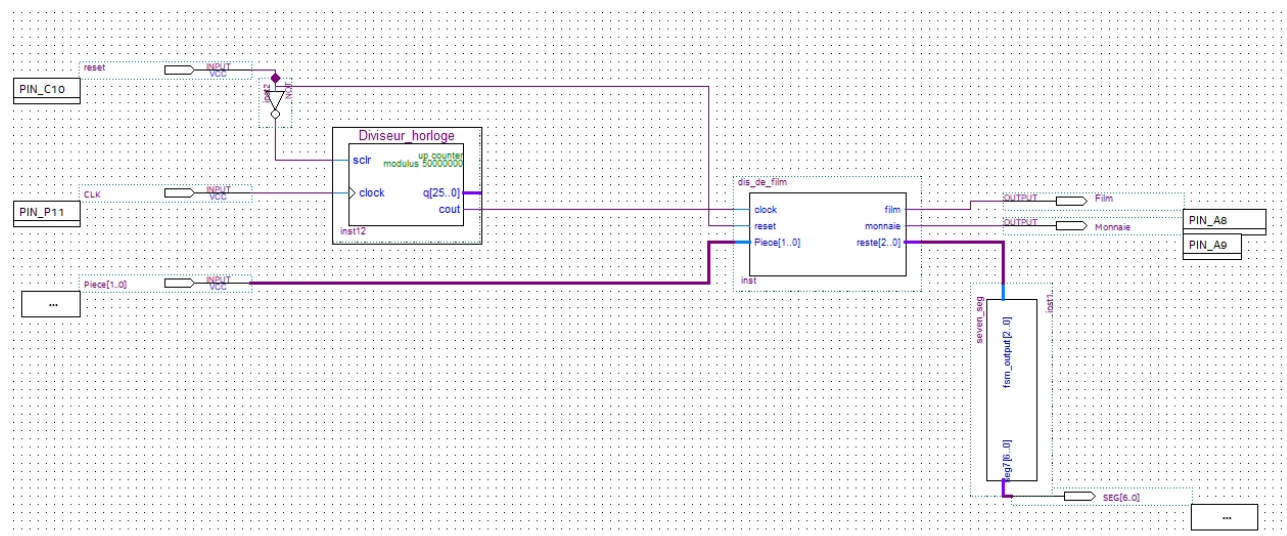 reset
INPUT
VCC
PIN_C10
inst2
NOT
Diviseur_horloge
sclr
up counter
modulus 50000000
clock
q[25..0]
cout
inst12
CLK
INPUT
VCC
PIN_P11
Piece[1..0]
INPUT
VCC
...
dis_de_film
clock
film
reset
monnaie
Piece[1..0]
reste[2..0]
inst
OUTPUT
Film
PIN_A8
OUTPUT
Monnaie
PIN_A9
seven_seg
inst1
fsm_output[2..0]
seg7[6..0]
SEG[6..0]
...